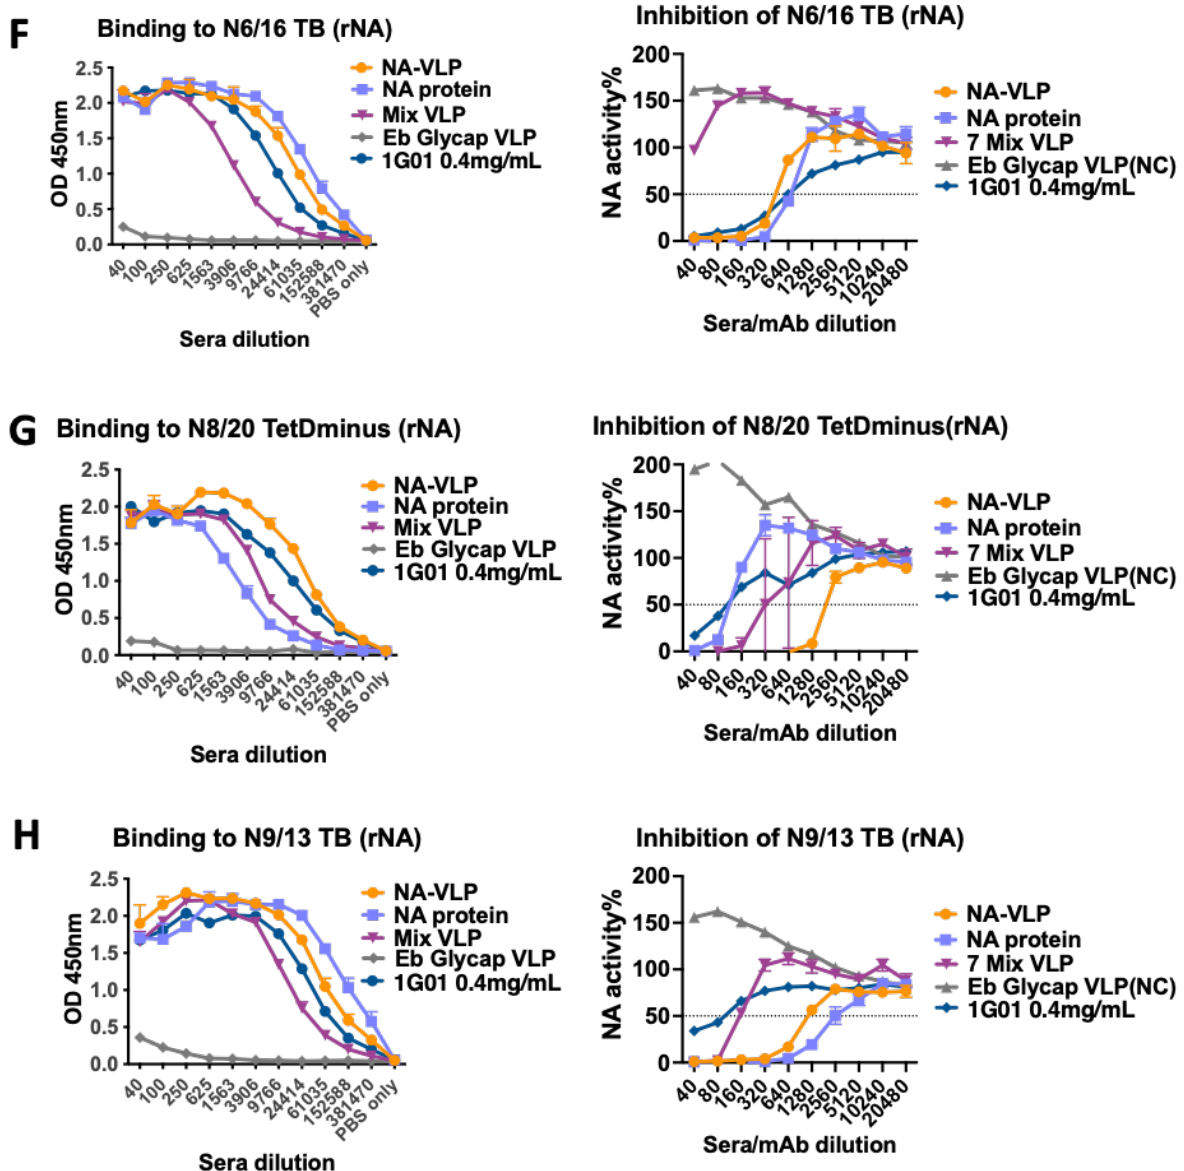 F
Binding to N6/16 TB (rNA)
2.5
2.0
1.5
1.0
0.5
0.0
OD 450nm
40
100
250
625
1563
3906
9766
24414
61035
152588
381470
PBS only
Sera dilution
NA-VLP
NA protein
Mix VLP
Eb Glycap VLP
1G01 0.4mg/mL
Inhibition of N6/16 TB (rNA)
200
150
100
50
0
NA activity%
40
80
160
320
640
1280
2560
5120
10240
20480
Sera/mAb dilution
NA-VLP
NA protein
7 Mix VLP
Eb Glycap VLP(NC)
1G01 0.4mg/mL
G
Binding to N8/20 TetDminus (rNA)
2.5
2.0
1.5
1.0
0.5
0.0
OD 450nm
40
100
250
625
1563
3906
9766
24414
61035
152588
381470
PBS only
Sera dilution
NA-VLP
NA protein
Mix VLP
Eb Glycap VLP
1G01 0.4mg/mL
Inhibition of N8/20 TetDminus(rNA)
200
150
100
50
0
NA activity%
40
80
160
320
640
1280
2560
5120
10240
20480
Sera/mAb dilution
NA-VLP
NA protein
7 Mix VLP
Eb Glycap VLP(NC)
1G01 0.4mg/mL
H
Binding to N9/13 TB (rNA)
2.5
2.0
1.5
1.0
0.5
0.0
OD 450nm
40
100
250
625
1563
3906
9766
24414
61035
152588
381470
PBS only
Sera dilution
NA-VLP
NA protein
Mix VLP
Eb Glycap VLP
1G01 0.4mg/mL
Inhibition of N9/13 TB (rNA)
200
150
100
50
0
NA activity%
40
80
160
320
640
1280
2560
5120
10240
20480
Sera/mAb dilution
NA-VLP
NA protein
7 Mix VLP
Eb Glycap VLP(NC)
1G01 0.4mg/mL